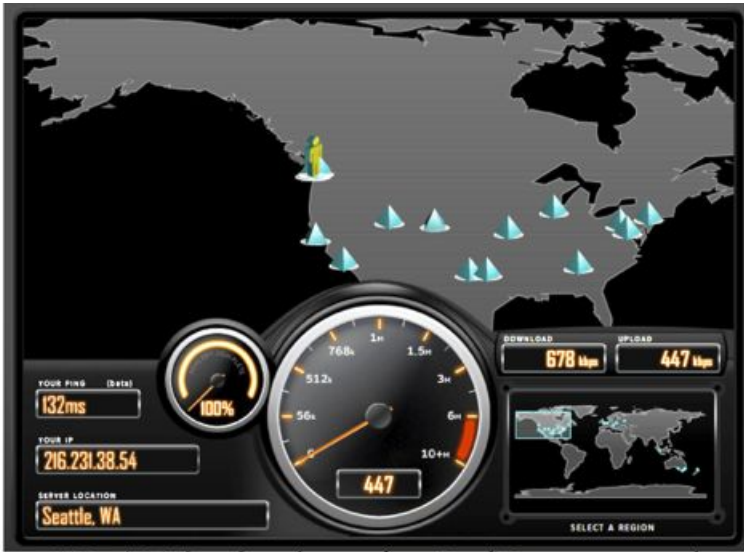 1M
768k
1.5M
512k
3M
56k
6M
0
10+M
447
100%
DOWNLOAD
678 kbps
UPLOAD
447 kbps
YOUR PING (beta)
132ms
YOUR IP
216.231.38.54
SERVER LOCATION
Seattle, WA
SELECT A REGION